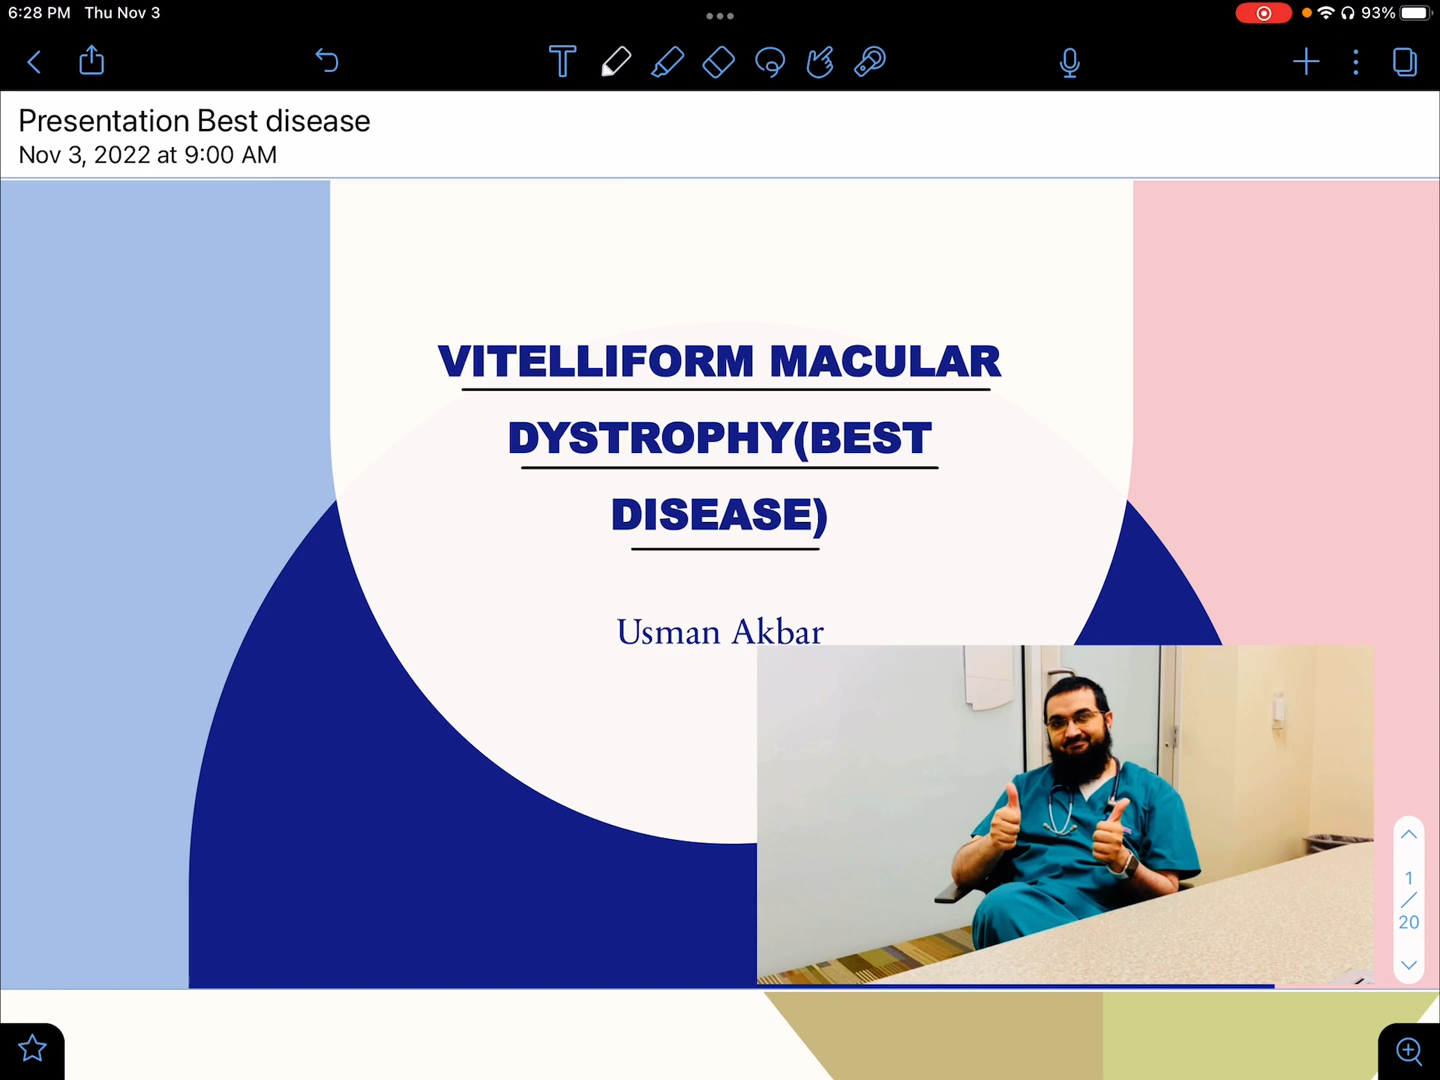 6:28 PM Thu Nov 3
93%
Presentation Best disease
Nov 3, 2022 at 9:00 AM
VITELLIFORM MACULAR
DYSTROPHY(BEST
DISEASE)
Usman Akbar
1
/
20